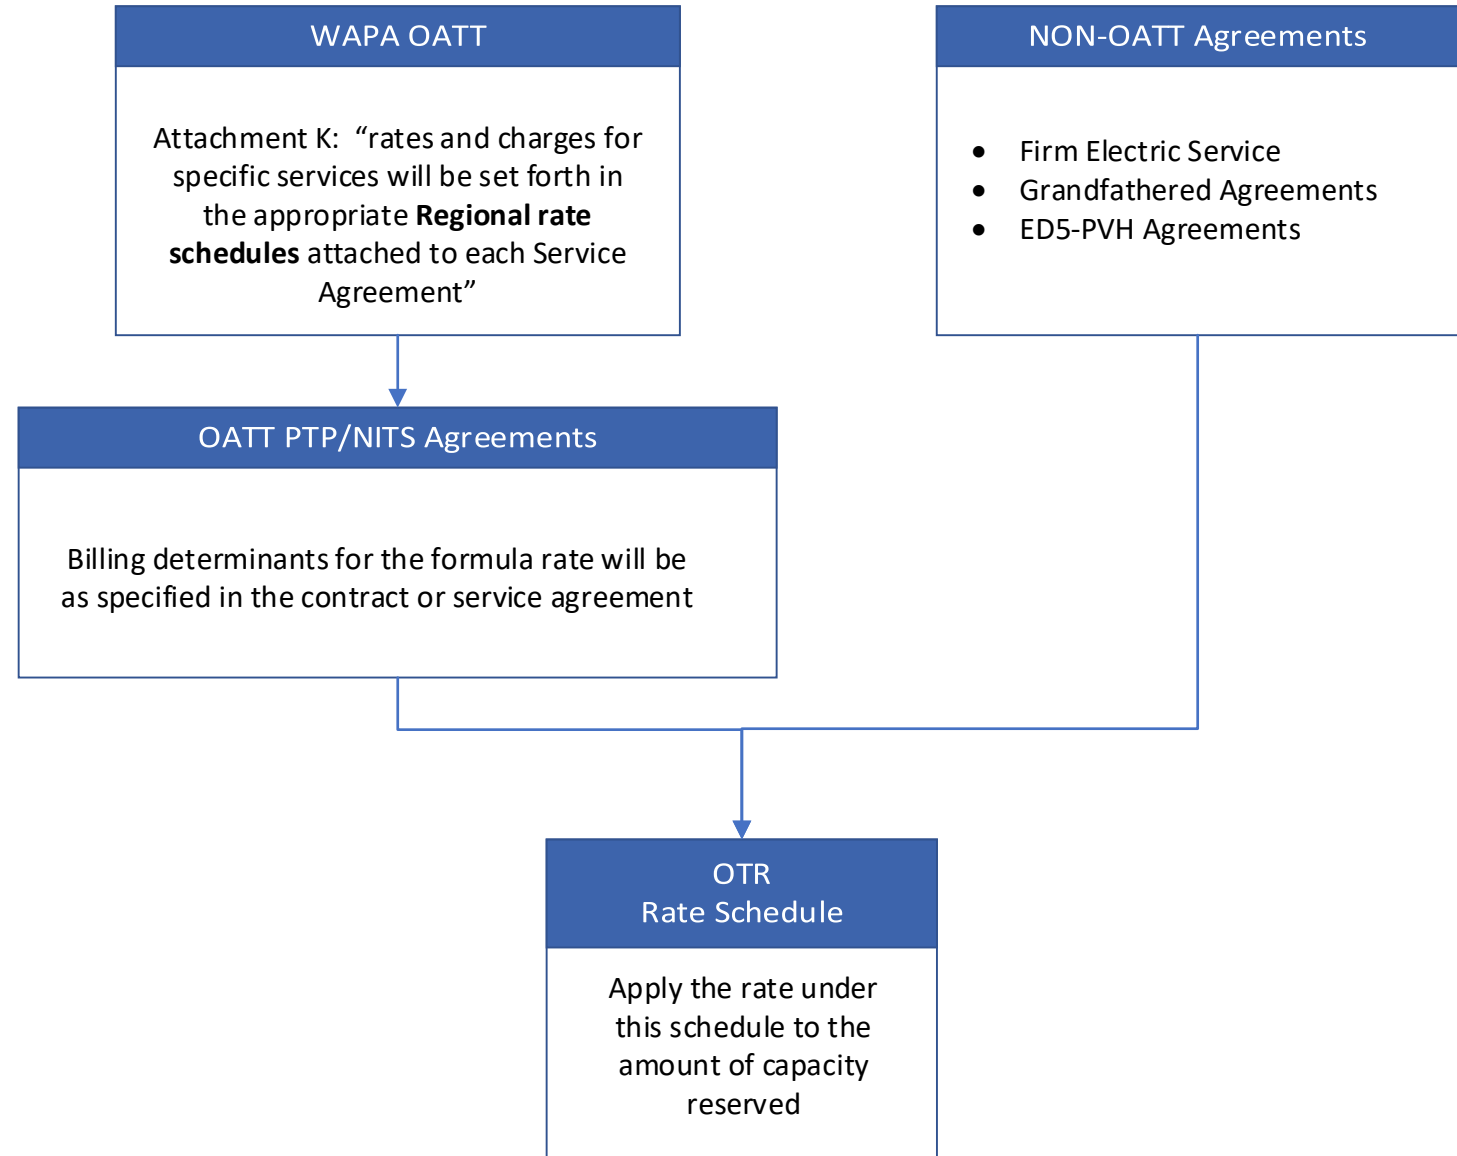 WAPA OATT
Attachment K:  “rates and charges for
specific services will be set forth in
the appropriate Regional rate
schedules attached to each Service
Agreement”
NON-OATT Agreements
• Firm Electric Service
• Grandfathered Agreements
• ED5-PVH Agreements
OATT PTP/NITS Agreements
Billing determinants for the formula rate will be
as specified in the contract or service agreement
OTR
Rate Schedule
Apply the rate under
this schedule to the
amount of capacity
reserved